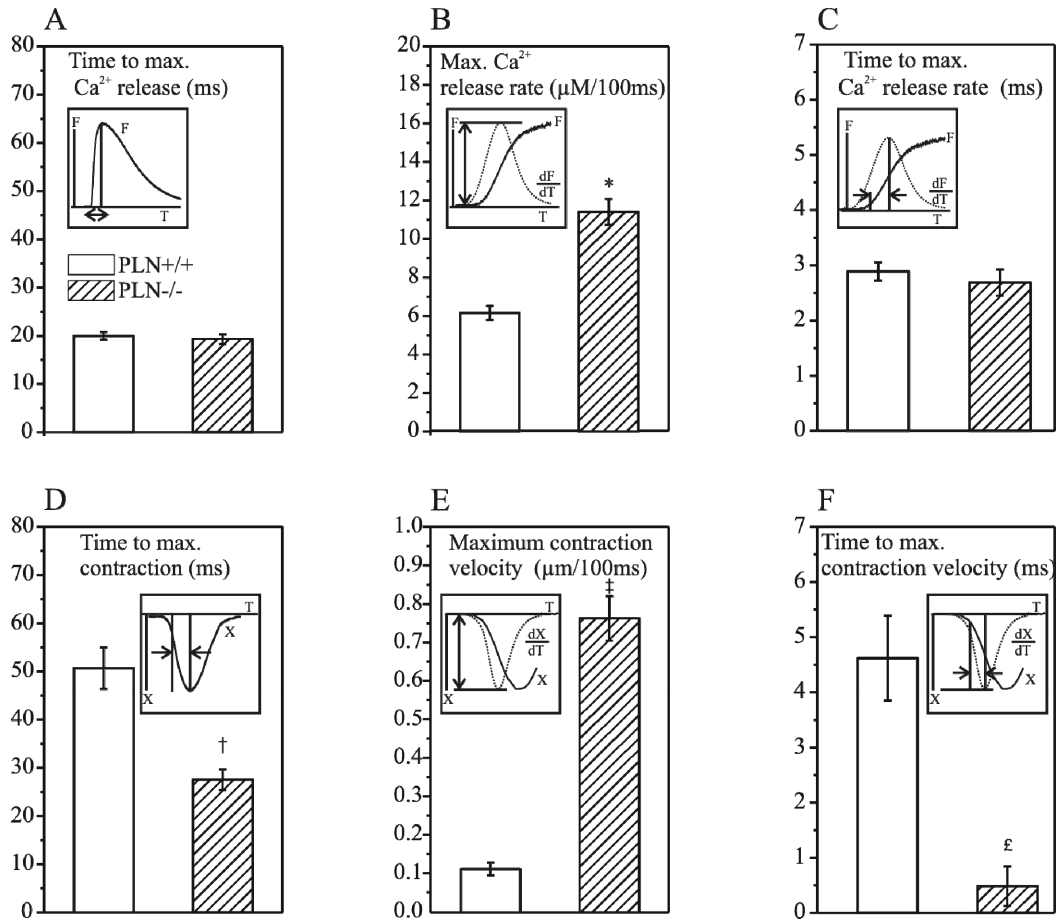 A
Time to max.
Ca²⁺ release (ms)
80
70
60
50
40
30
20
10
0
F
F
T
PLN+/+
PLN-/-
B
Max. Ca²⁺
release rate (µM/100ms)
20
18
16
14
12
10
8
6
4
2
0
F
F
dF
dT
T
*
C
Time to max.
Ca²⁺ release rate (ms)
7
6
5
4
3
2
1
0
F
F
dF
dT
T
D
Time to max.
contraction (ms)
80
70
60
50
40
30
20
10
0
T
X
X
†
E
Maximum contraction
velocity (µm/100ms)
1.0
0.9
0.8
0.7
0.6
0.5
0.4
0.3
0.2
0.1
0.0
T
dX
dT
X
X
‡
F
Time to max.
contraction velocity (ms)
7
6
5
4
3
2
1
0
T
dX
dT
X
X
£